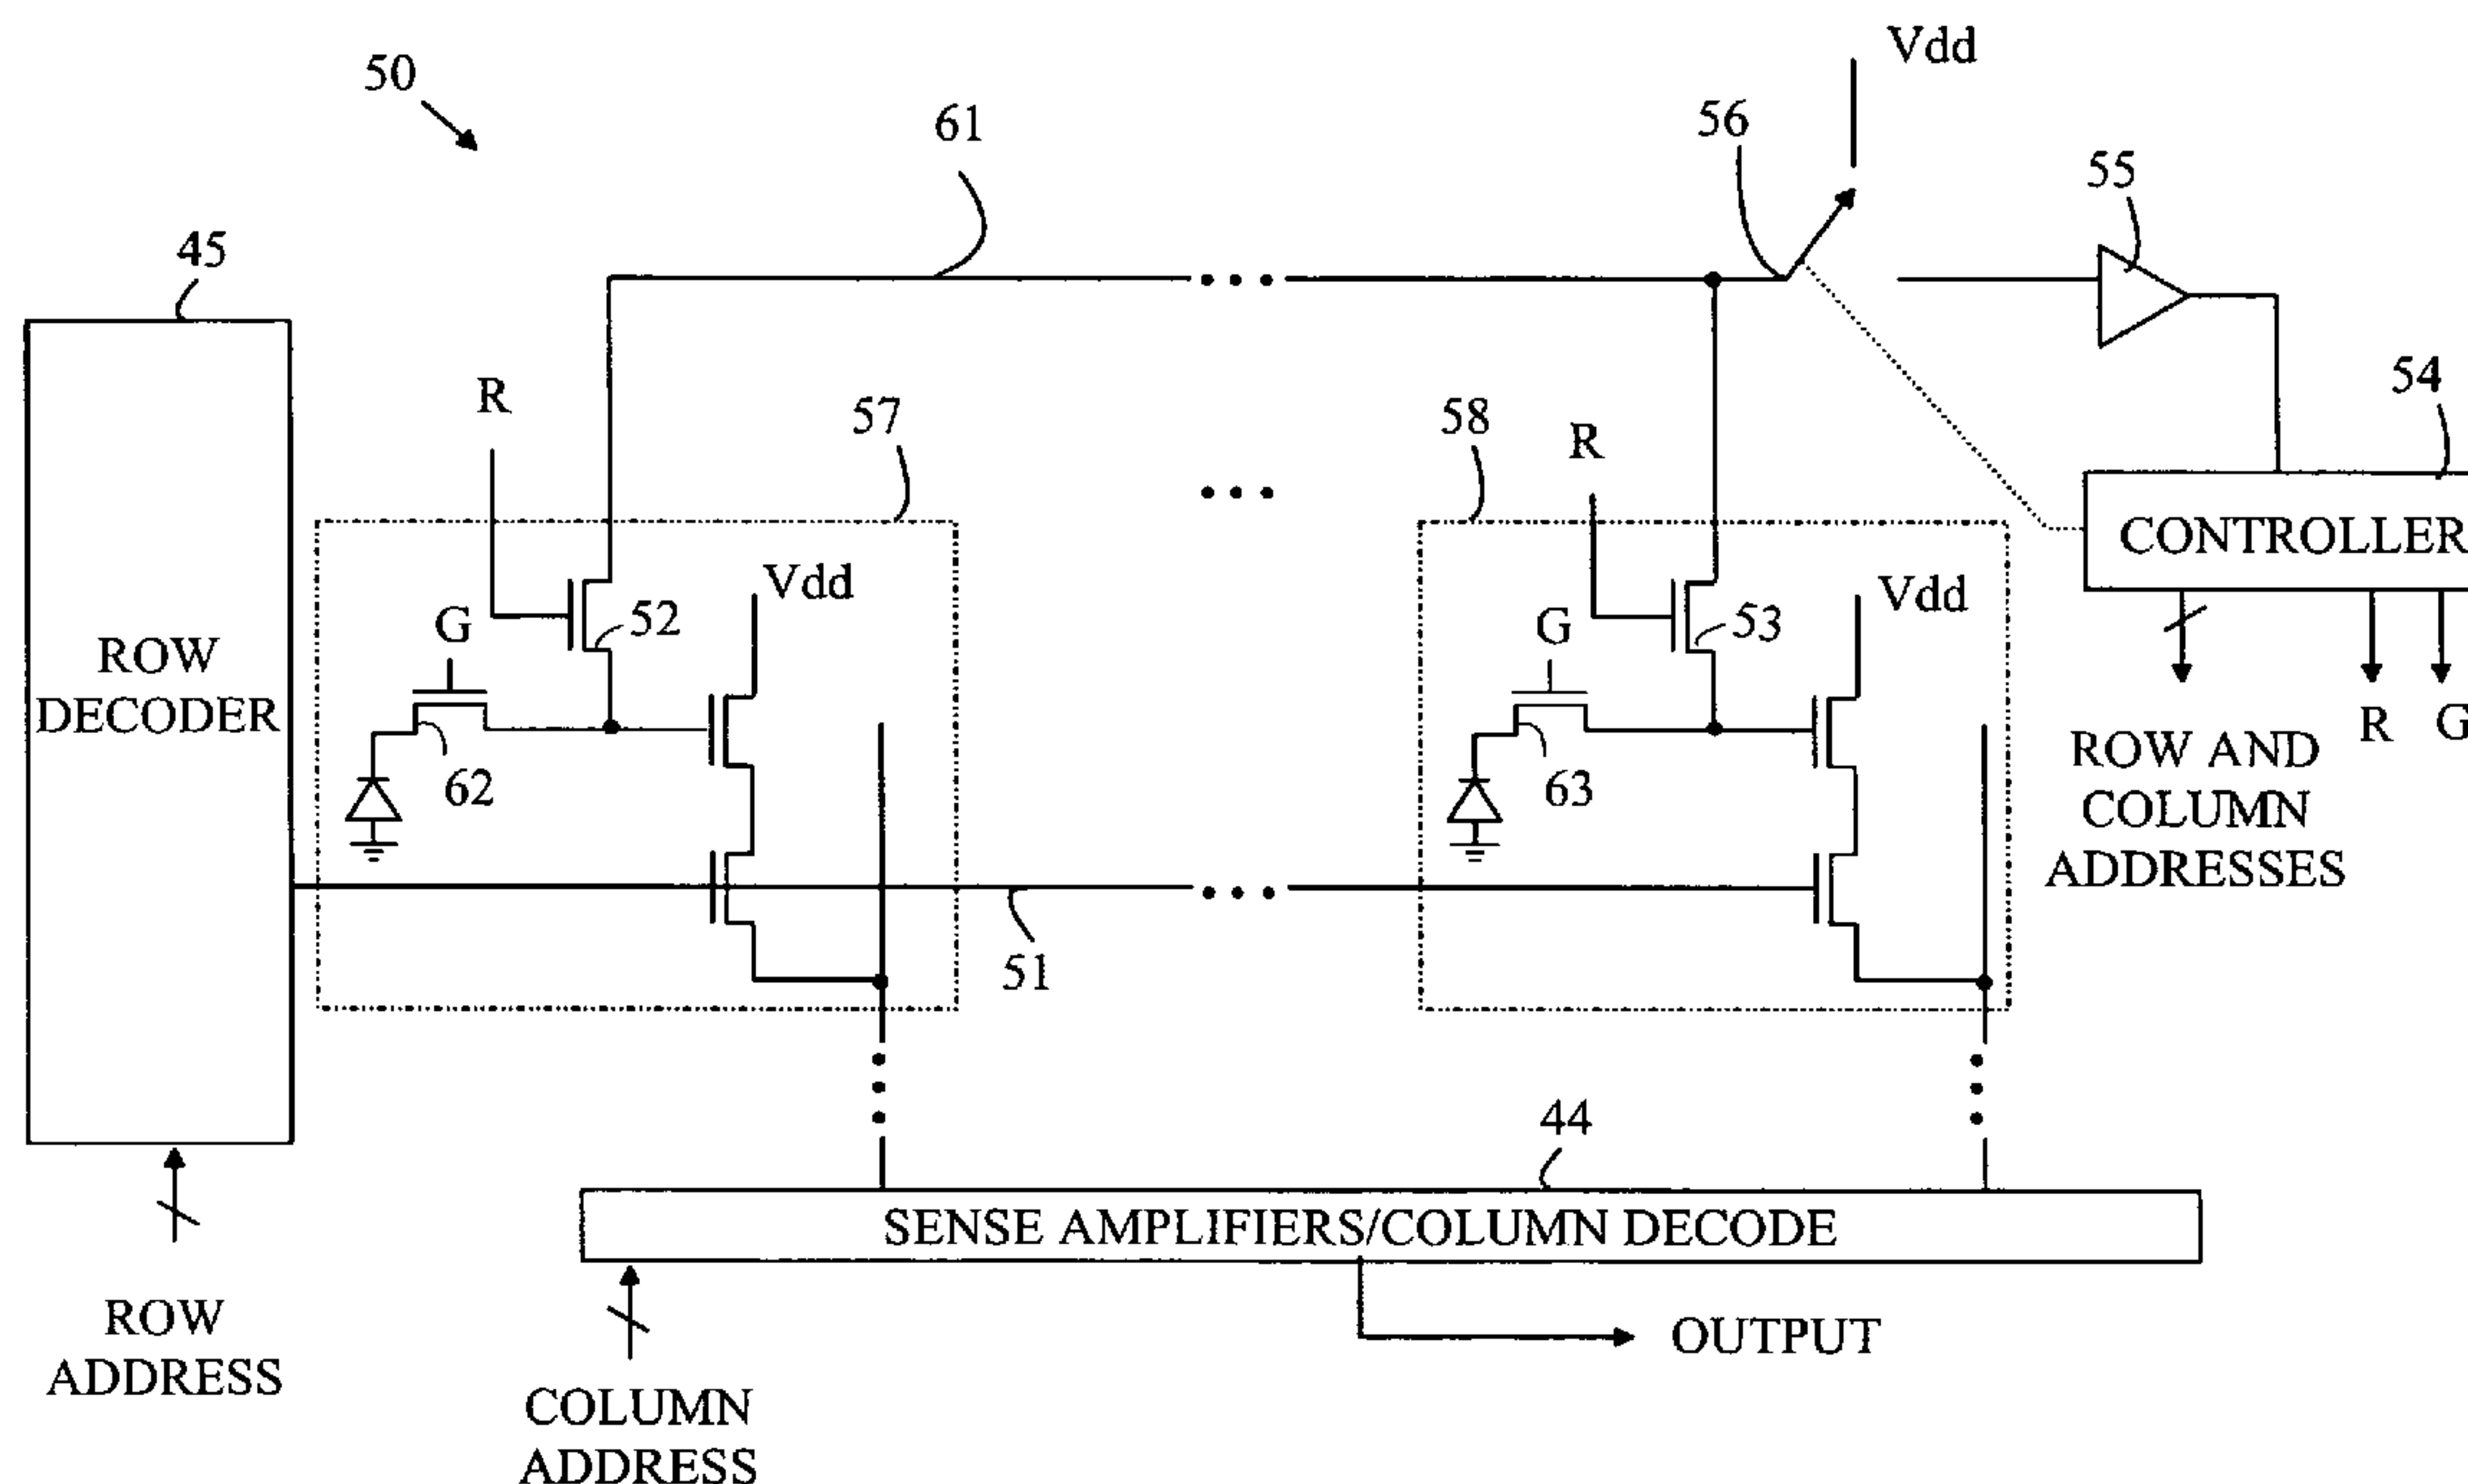 50
61
56
Vdd
55
45
54
R
57
58
R
CONTROLLER
Vdd
Vdd
G
52
G
53
ROW
DECODER
62
63
R
G
ROW AND
COLUMN
ADDRESSES
51
44
SENSE AMPLIFIERS/COLUMN DECODE
ROW
ADDRESS
COLUMN
ADDRESS
OUTPUT